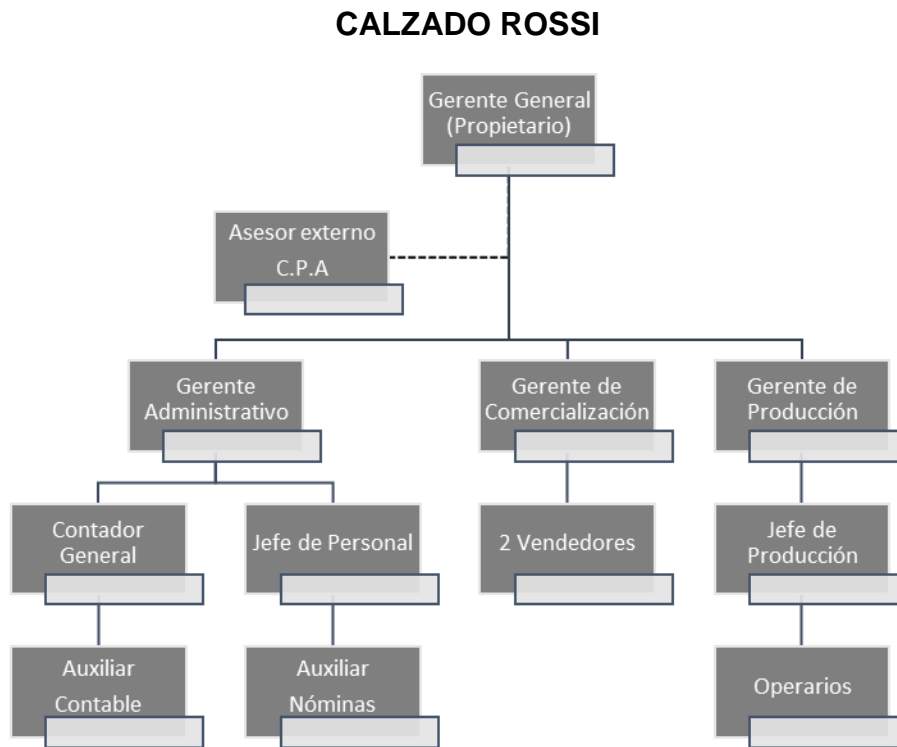 CALZADO ROSSI
Gerente General
(Propietario)
Asesor externo
C.P.A
Gerente
Administrativo
Gerente de
Comercialización
Gerente de
Producción
Contador
General
Jefe de Personal
2 Vendedores
Jefe de
Producción
Auxiliar
Contable
Auxiliar
Nóminas
Operarios